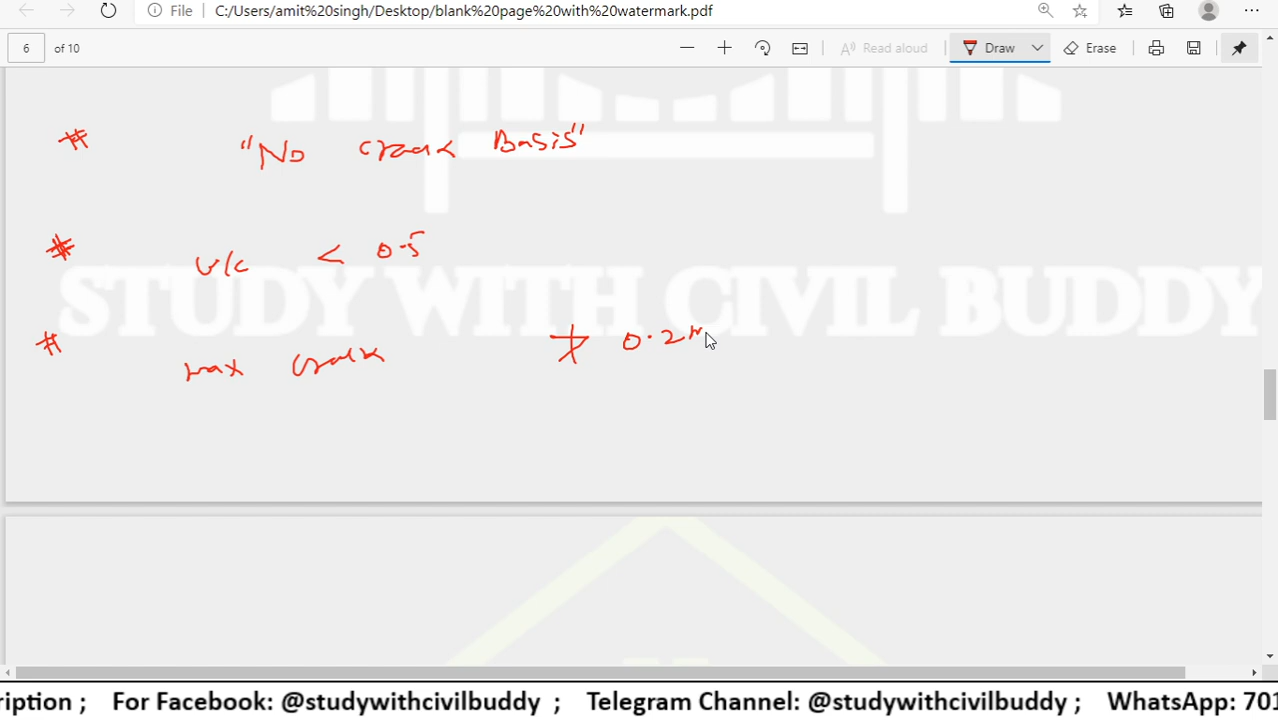 File C:/Users/amit%20singh/Desktop/blank%20page%20with%20watermark.pdf
6 of 10 Read aloud Draw Erase
# "No crack Basis"
# w/c < 0.5
STUDY WITH CIVIL BUDDY
# max crack ≯ 0.2m
ription ; For Facebook: @studywithcivilbuddy ; Telegram Channel: @studywithcivilbuddy ; WhatsApp: 701